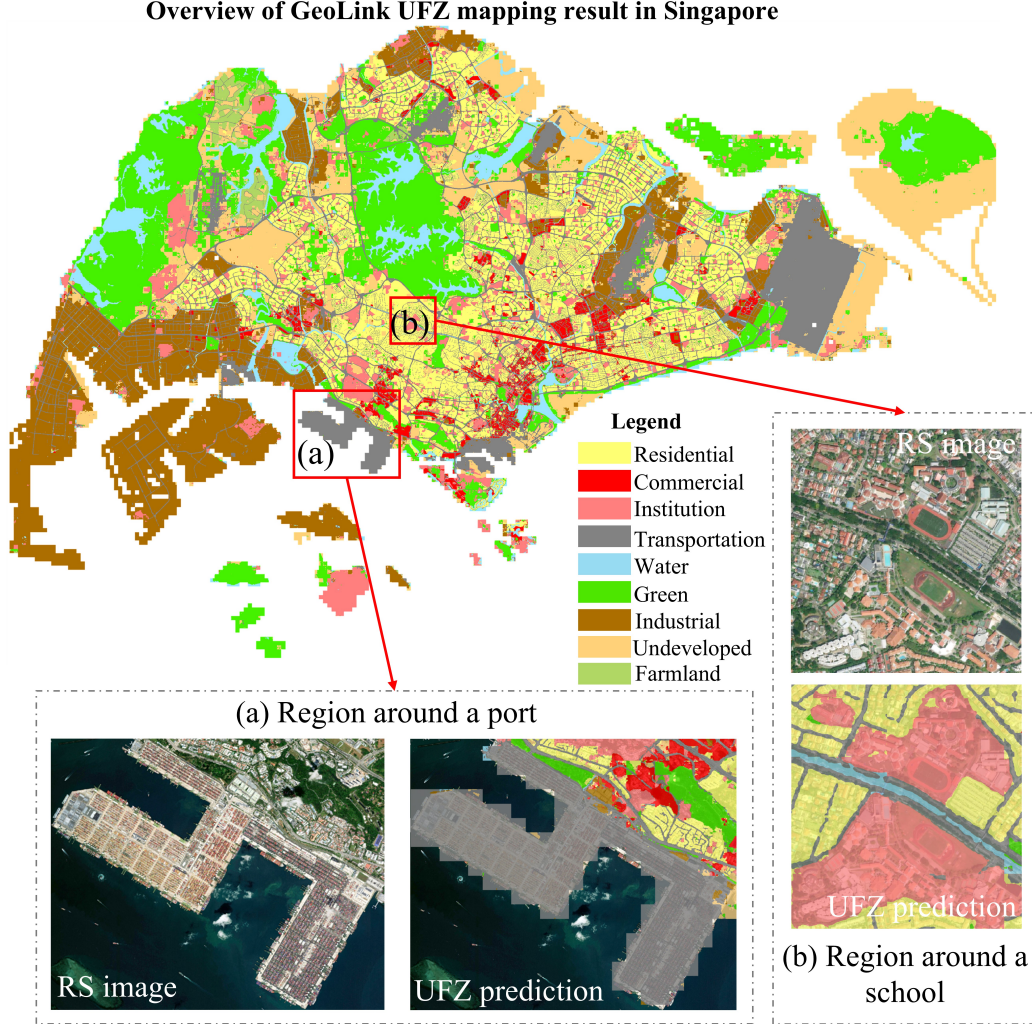 Overview of GeoLink UFZ mapping result in Singapore
(b)
(a)
Legend
Residential
Commercial
Institution
Transportation
Water
Green
Industrial
Undeveloped
Farmland
RS image
UFZ prediction
(b) Region around a
school
(a) Region around a port
RS image
UFZ prediction